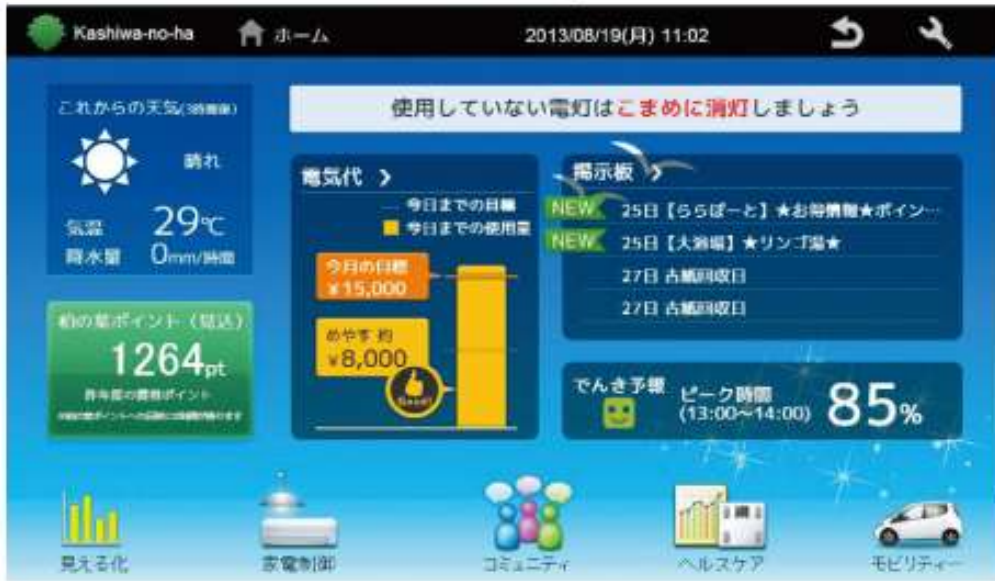 Kashiwa-no-ha
ホーム
2013/08/19(月) 11:02
これからの天気(3時間後)
晴れ
気温 29℃
降水量 0mm/時間
使用していない電灯はこまめに消灯しましょう
電気代
今日までの目標
今日までの使用量
今月の目標
¥15,000
めやす 約
¥8,000
Good!
掲示板
NEW 25日【ららぽーと】★お得情報★ポイン…
NEW 25日【大浴場】★リンゴ湯★
27日 古紙回収日
27日 古紙回収日
柏の葉ポイント(見込)
1264pt
でんき予報
ピーク時間
(13:00~14:00)
85%
見える化
家電制御
コミュニティ
ヘルスケア
モビリティー